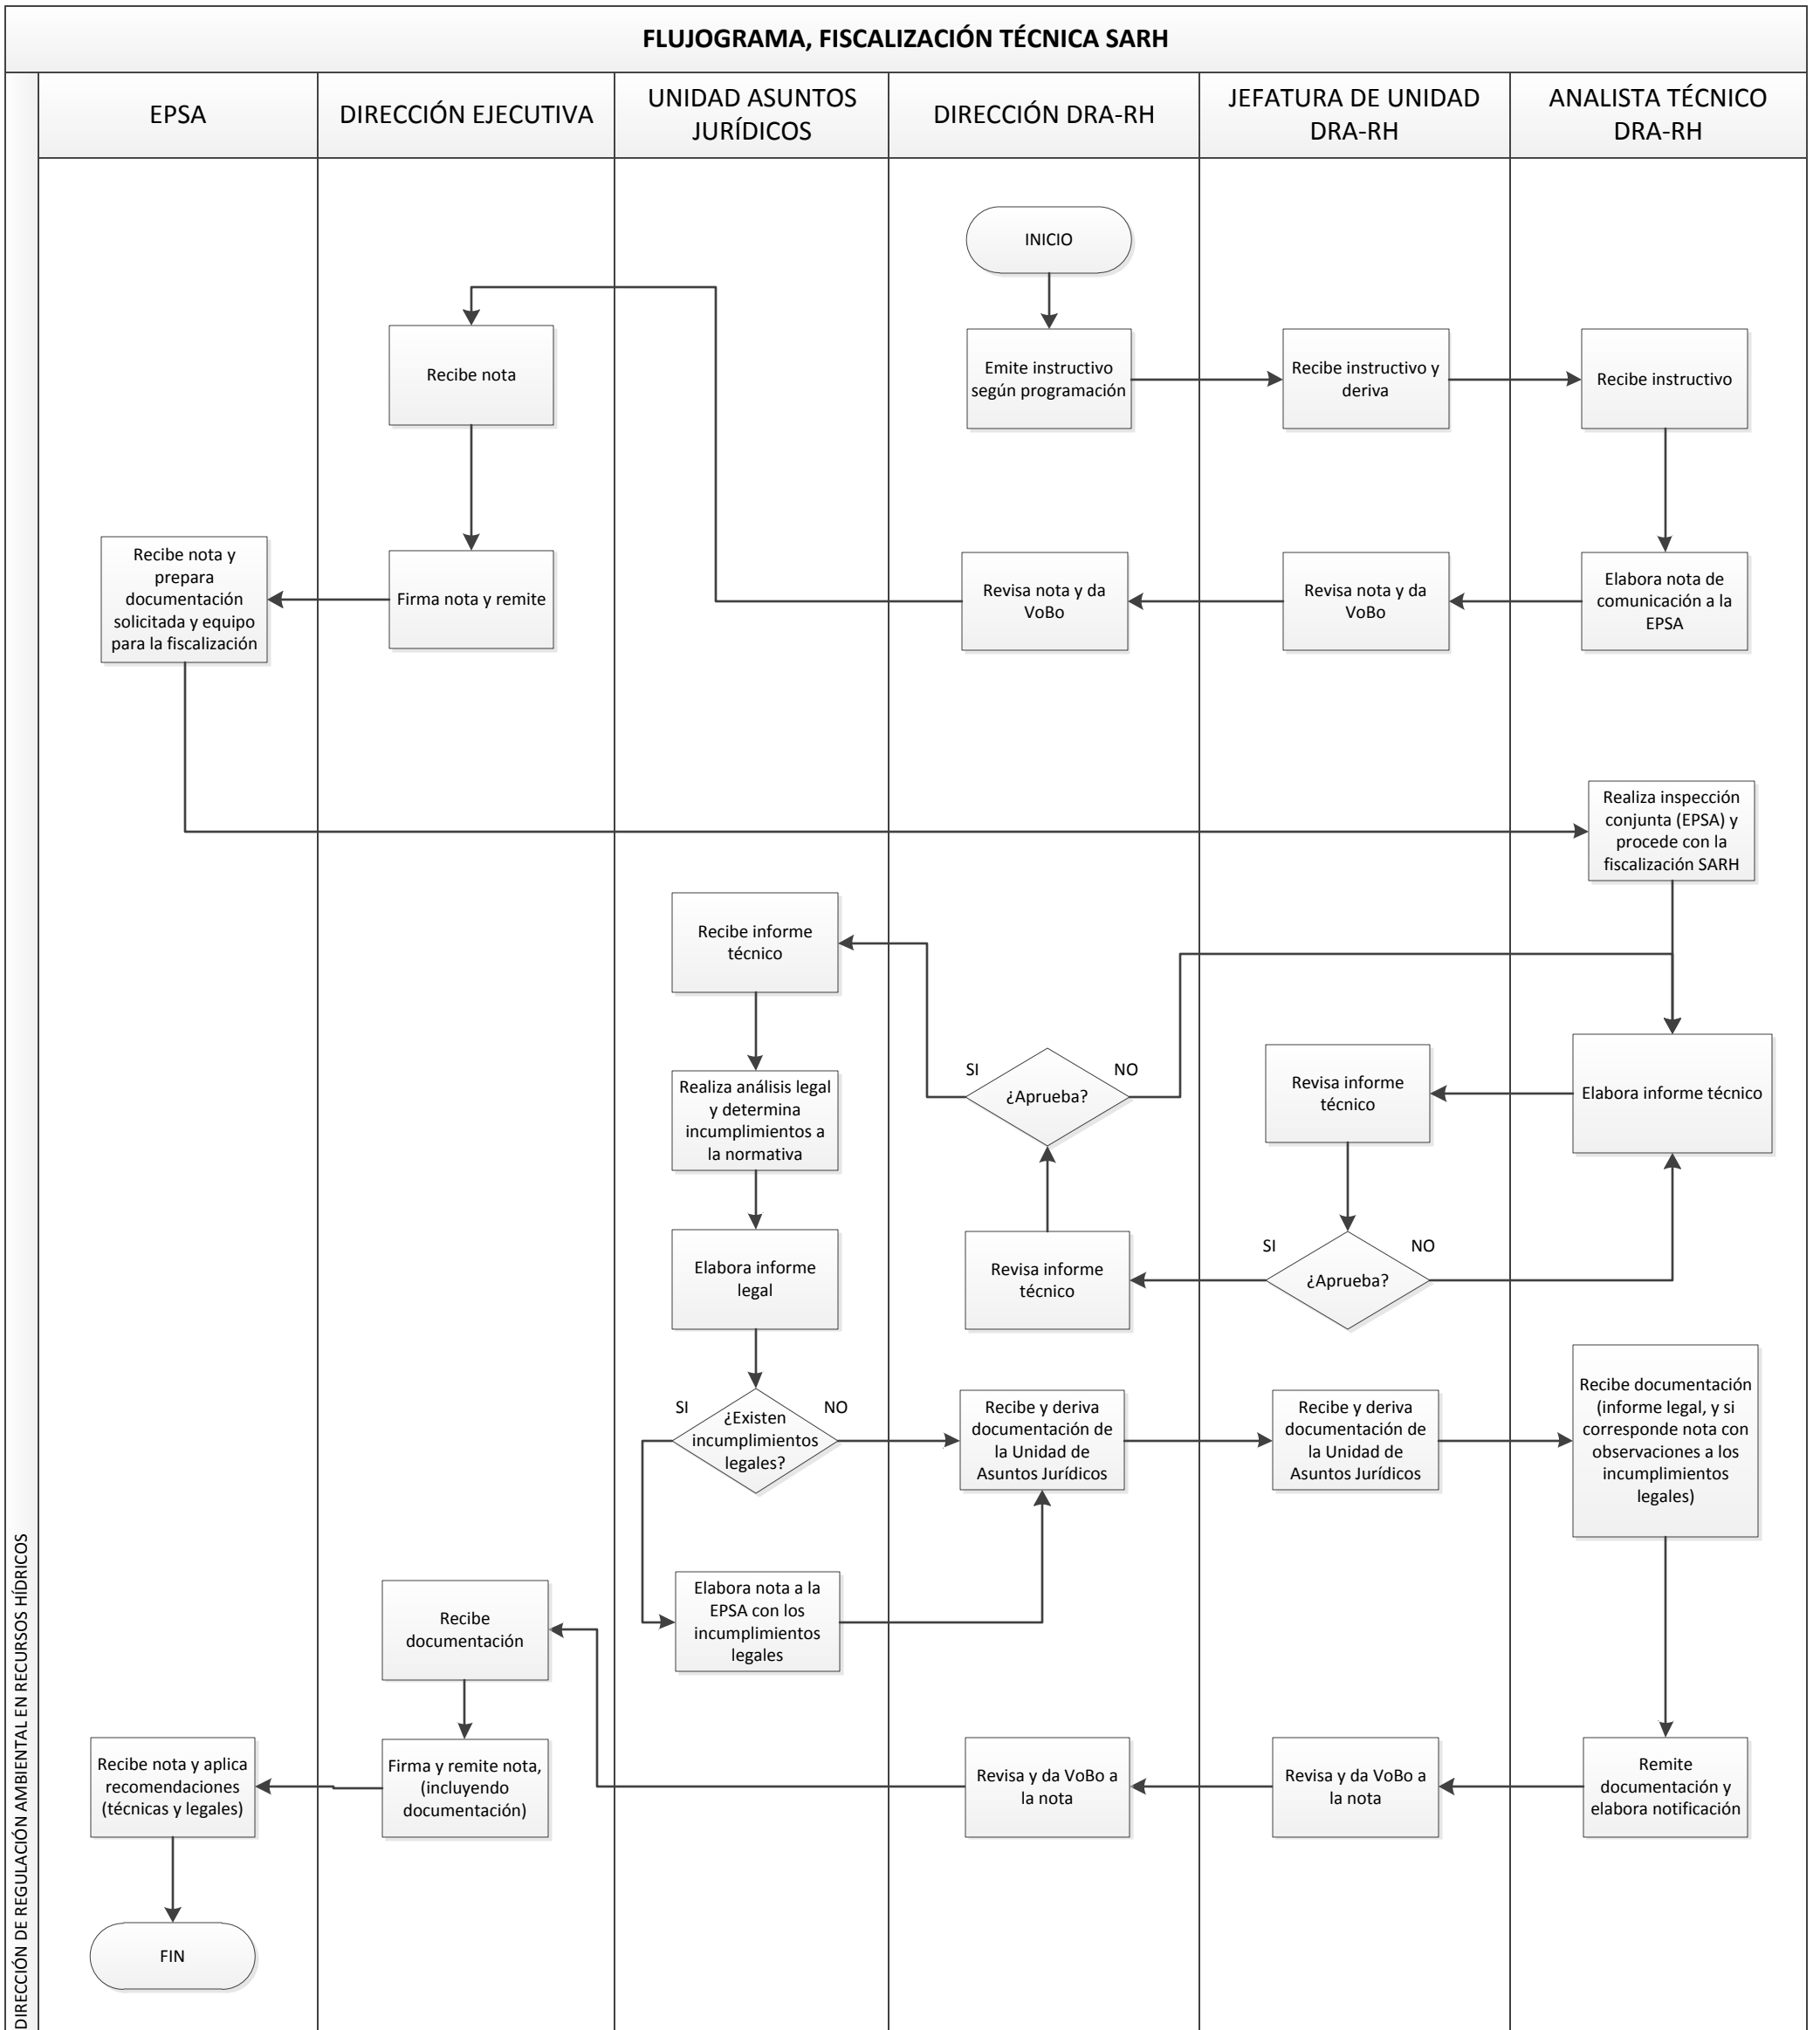 FLUJOGRAMA, FISCALIZACIÓN TÉCNICA SARH
EPSA
DIRECCIÓN EJECUTIVA
UNIDAD ASUNTOS
JURÍDICOS
DIRECCIÓN DRA-RH
JEFATURA DE UNIDAD
DRA-RH
ANALISTA TÉCNICO
DRA-RH
INICIO
Recibe nota
Emite instructivo
según programación
Recibe instructivo y
deriva
Recibe instructivo
Recibe nota y
prepara
documentación
solicitada y equipo
para la fiscalización
Firma nota y remite
Revisa nota y da
VoBo
Revisa nota y da
VoBo
Elabora nota de
comunicación a la
EPSA
Realiza inspección
conjunta (EPSA) y
procede con la
fiscalización SARH
Recibe informe
técnico
SI
¿Aprueba?
NO
Revisa informe
técnico
Elabora informe técnico
Realiza análisis legal
y determina
incumplimientos a
la normativa
Elabora informe
legal
Revisa informe
técnico
SI
¿Aprueba?
NO
SI
¿Existen
incumplimientos
legales?
NO
Recibe y deriva
documentación de
la Unidad de
Asuntos Jurídicos
Recibe y deriva
documentación de
la Unidad de
Asuntos Jurídicos
Recibe documentación
(informe legal, y si
corresponde nota con
observaciones a los
incumplimientos
legales)
Recibe
documentación
Elabora nota a la
EPSA con los
incumplimientos
legales
Recibe nota y aplica
recomendaciones
(técnicas y legales)
Firma y remite nota,
(incluyendo
documentación)
Revisa y da VoBo a
la nota
Revisa y da VoBo a
la nota
Remite
documentación y
elabora notificación
FIN
DIRECCIÓN DE REGULACIÓN AMBIENTAL EN RECURSOS HÍDRICOS